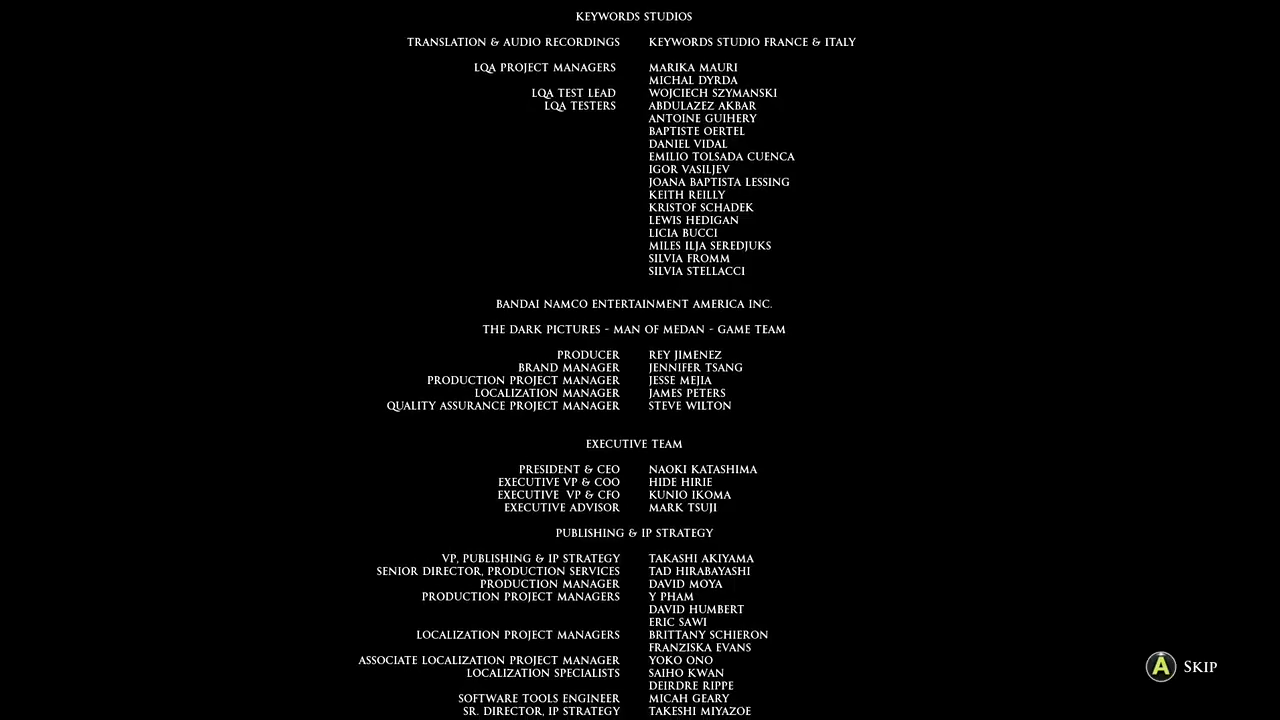 KEYWORDS STUDIOS
TRANSLATION & AUDIO RECORDINGS KEYWORDS STUDIO FRANCE & ITALY
LQA PROJECT MANAGERS MARIKA MAURI
MICHAL DYRDA
LQA TEST LEAD WOJCIECH SZYMANSKI
LQA TESTERS ABDULAZEZ AKBAR
ANTOINE GUIHERY
BAPTISTE OERTEL
DANIEL VIDAL
EMILIO TOLSADA CUENCA
IGOR VASILJEV
JOANA BAPTISTA LESSING
KEITH REILLY
KRISTOF SCHADEK
LEWIS HEDIGAN
LICIA BUCCI
MILES ILJA SEREDJUKS
SILVIA FROMM
SILVIA STELLACCI
BANDAI NAMCO ENTERTAINMENT AMERICA INC.
THE DARK PICTURES - MAN OF MEDAN - GAME TEAM
PRODUCER REY JIMENEZ
BRAND MANAGER JENNIFER TSANG
PRODUCTION PROJECT MANAGER JESSE MEJIA
LOCALIZATION MANAGER JAMES PETERS
QUALITY ASSURANCE PROJECT MANAGER STEVE WILTON
EXECUTIVE TEAM
PRESIDENT & CEO NAOKI KATASHIMA
EXECUTIVE VP & COO HIDE HIRIE
EXECUTIVE VP & CFO KUNIO IKOMA
EXECUTIVE ADVISOR MARK TSUJI
PUBLISHING & IP STRATEGY
VP, PUBLISHING & IP STRATEGY TAKASHI AKIYAMA
SENIOR DIRECTOR, PRODUCTION SERVICES TAD HIRABAYASHI
PRODUCTION MANAGER DAVID MOYA
PRODUCTION PROJECT MANAGERS Y PHAM
DAVID HUMBERT
ERIC SAWI
LOCALIZATION PROJECT MANAGERS BRITTANY SCHIERON
FRANZISKA EVANS
ASSOCIATE LOCALIZATION PROJECT MANAGER YOKO ONO
LOCALIZATION SPECIALISTS SAIHO KWAN
DEIRDRE RIPPE
A SKIP
SOFTWARE TOOLS ENGINEER MICAH GEARY
SR. DIRECTOR, IP STRATEGY TAKESHI MIYAZOE